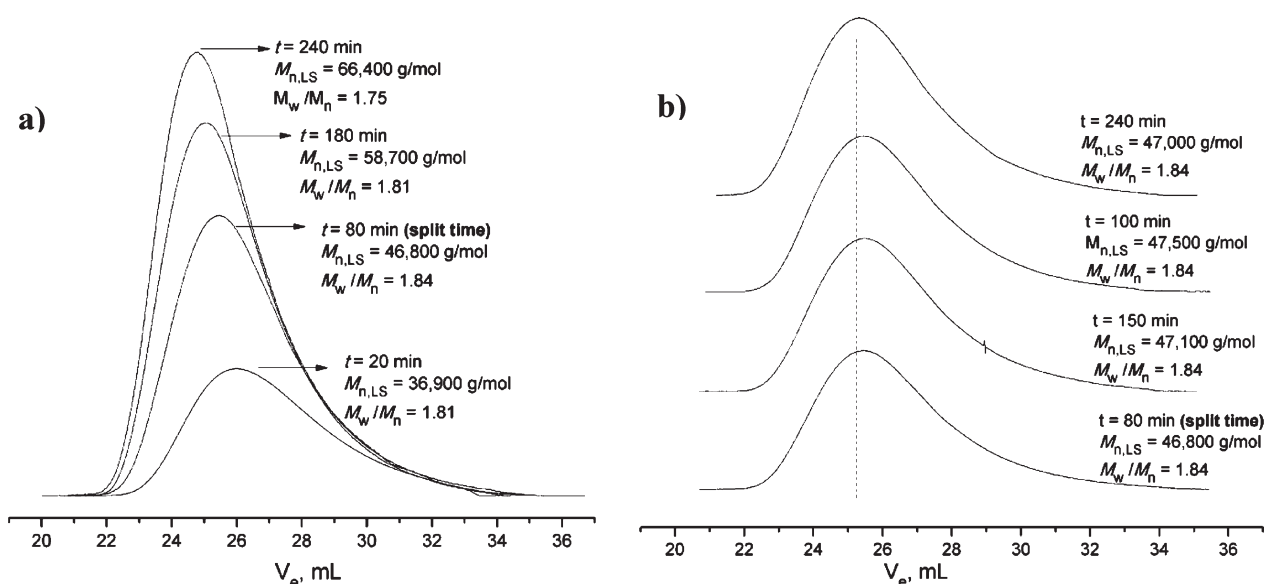 a)
t = 240 min
Mn,LS = 66,400 g/mol
Mw /Mn = 1.75
t = 180 min
Mn,LS = 58,700 g/mol
Mw /Mn = 1.81
t = 80 min (split time)
Mn,LS = 46,800 g/mol
Mw /Mn = 1.84
t = 20 min
Mn,LS = 36,900 g/mol
Mw /Mn = 1.81
20 22 24 26 28 30 32 34 36
Ve, mL
b)
t = 240 min
Mn,LS = 47,000 g/mol
Mw /Mn = 1.84
t = 100 min
Mn,LS = 47,500 g/mol
Mw /Mn = 1.84
t = 150 min
Mn,LS = 47,100 g/mol
Mw /Mn = 1.84
t = 80 min (split time)
Mn,LS = 46,800 g/mol
Mw /Mn = 1.84
20 22 24 26 28 30 32 34 36
Ve, mL